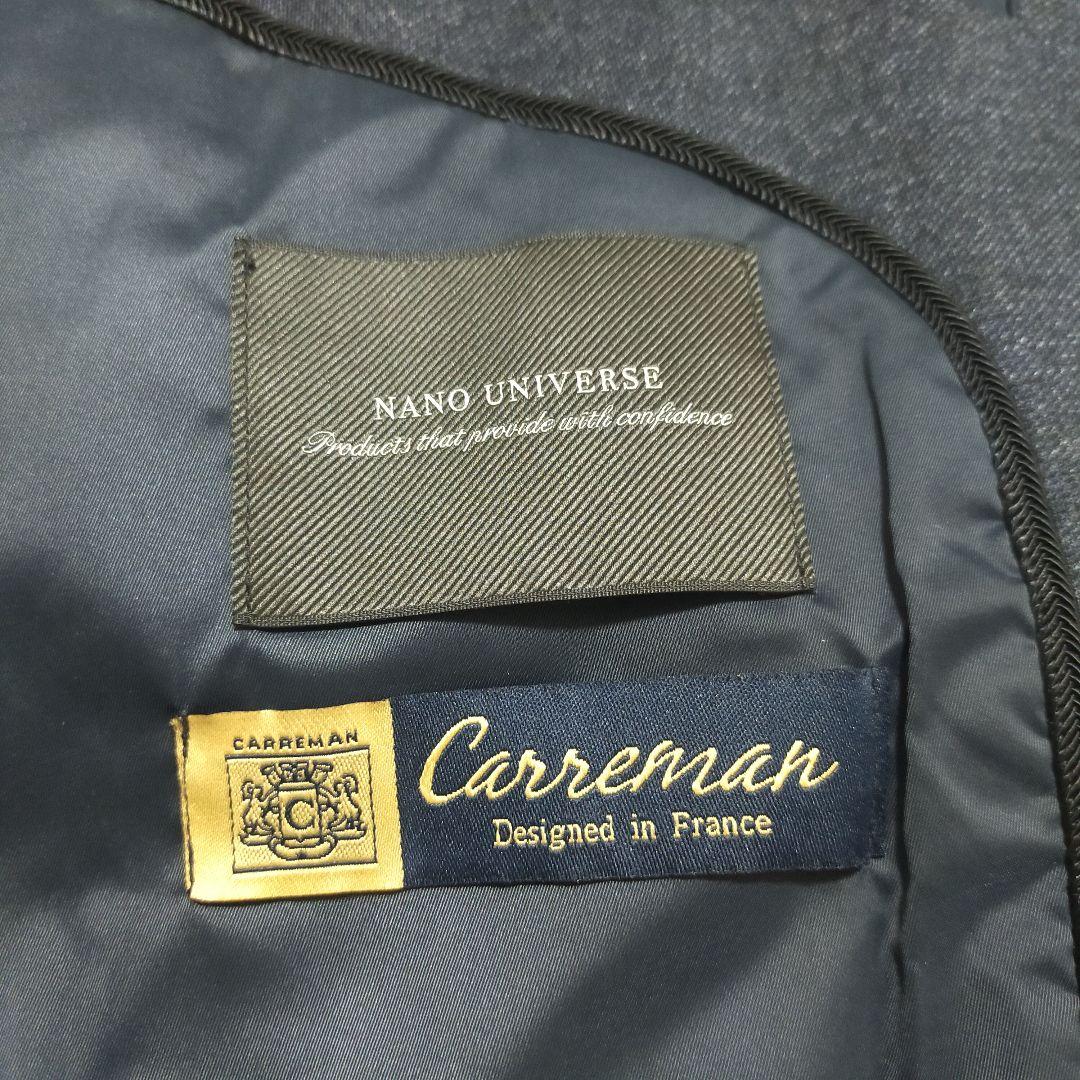 NANO UNIVERSE
Products that provide with confidence
CARREMAN
C
Carreman
Designed in France